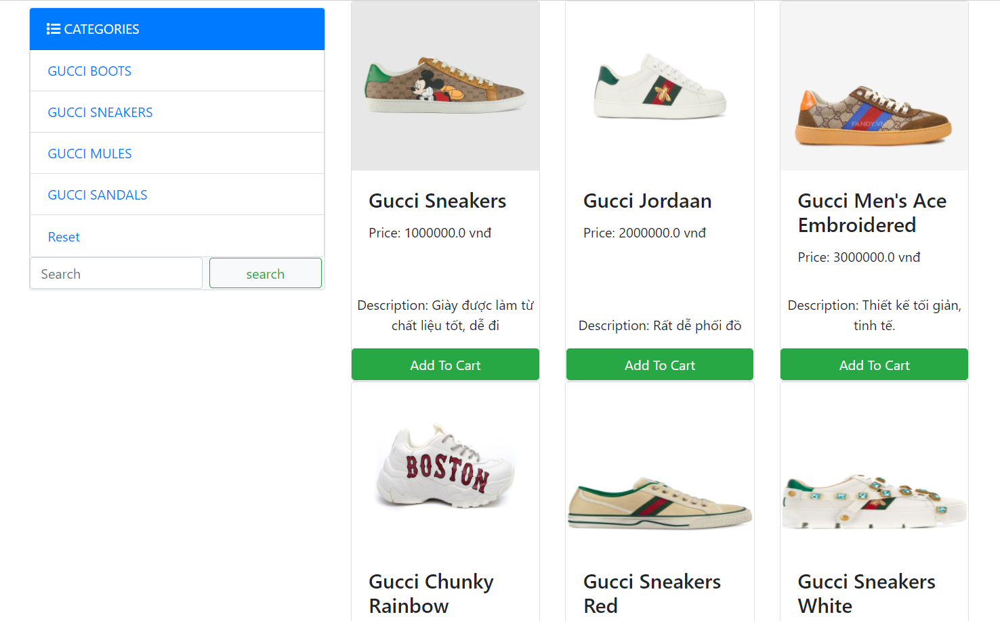 CATEGORIES
GUCCI BOOTS
GUCCI SNEAKERS
GUCCI MULES
GUCCI SANDALS
Reset
Search
search
Gucci Sneakers
Price: 1000000.0 vnđ
Description: Giày được làm từ
chất liệu tốt, dễ đi
Add To Cart
Gucci Jordaan
Price: 2000000.0 vnđ
Description: Rất dễ phối đồ
Add To Cart
FANDY.VN
Gucci Men's Ace
Embroidered
Price: 3000000.0 vnđ
Description: Thiết kế tối giản,
tinh tế.
Add To Cart
BOSTON
Gucci Chunky
Rainbow
Gucci Sneakers
Red
Gucci Sneakers
White